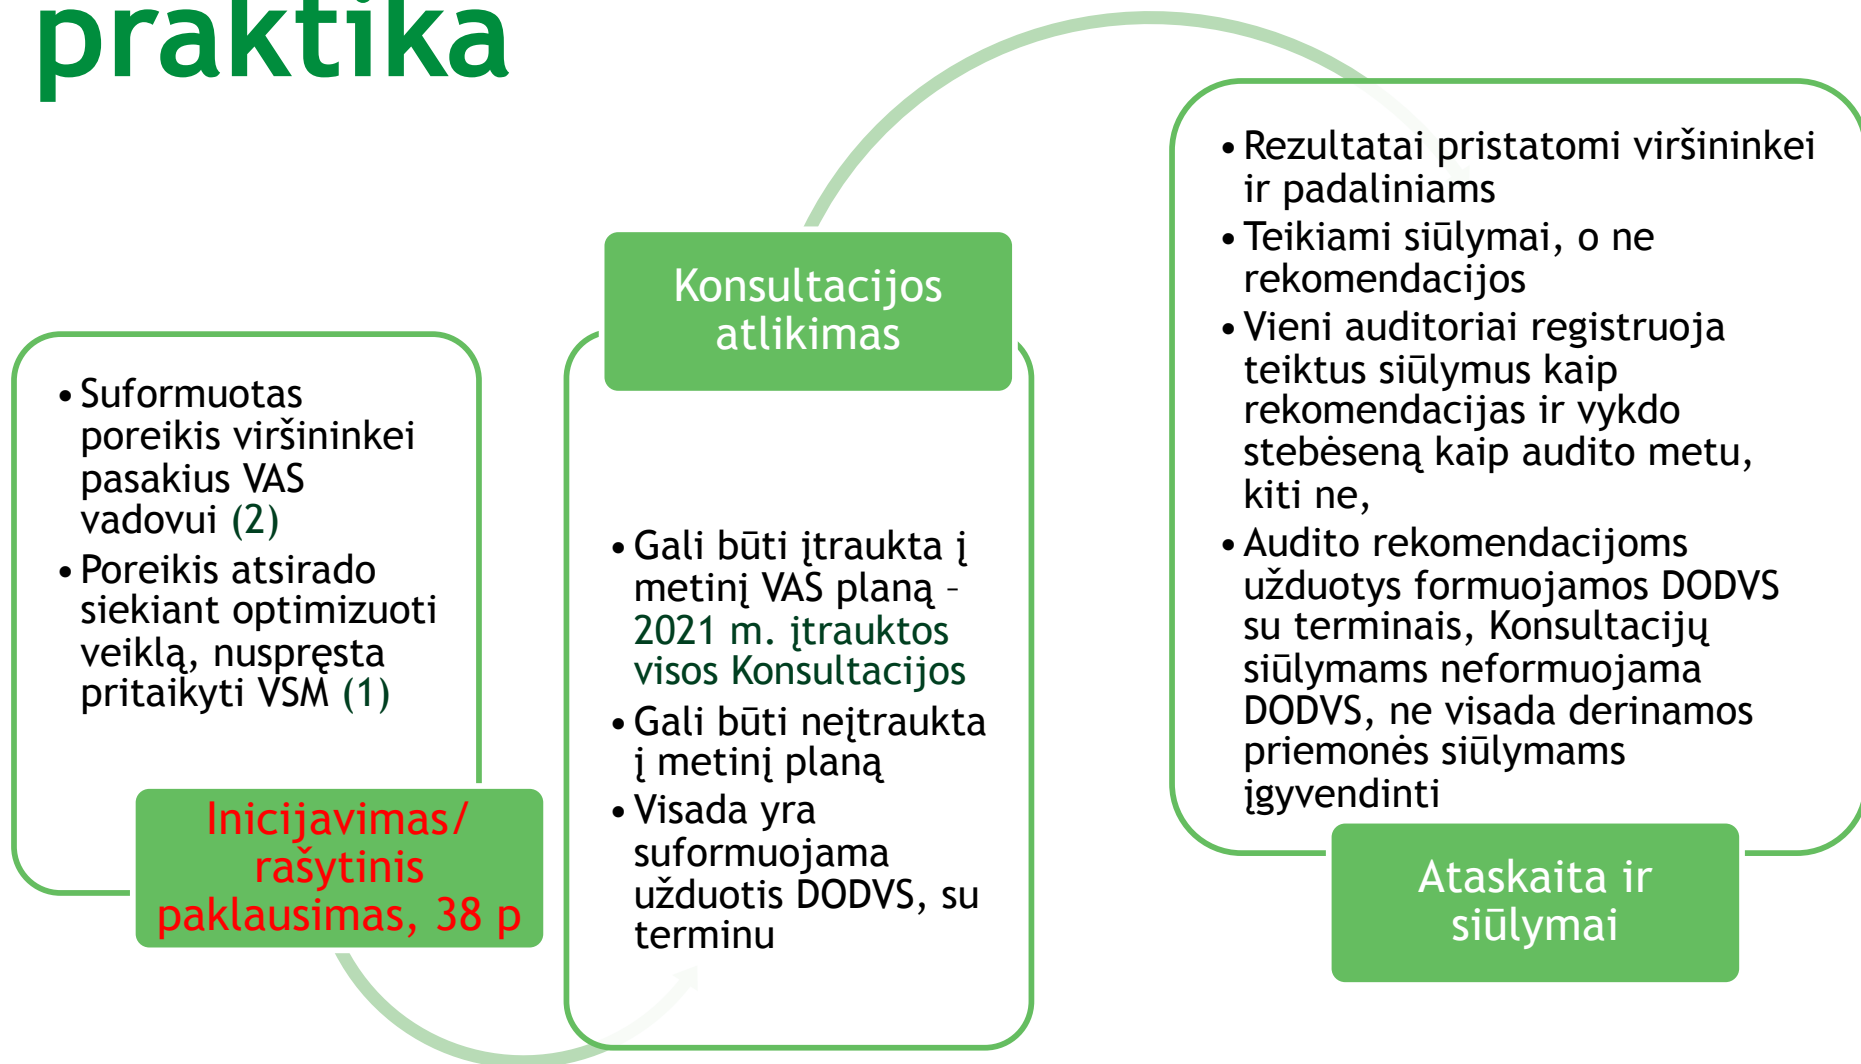 praktika
• Suformuotas
poreikis viršininkei
pasakius VAS
vadovui (2)
• Poreikis atsirado
siekiant optimizuoti
veiklą, nuspręsta
pritaikyti VSM (1)
Inicijavimas/
rašytinis
paklausimas, 38 p
Konsultacijos
atlikimas
• Gali būti įtraukta į
metinį VAS planą –
2021 m. įtrauktos
visos Konsultacijos
• Gali būti neįtraukta
į metinį planą
• Visada yra
suformuojama
užduotis DODVS, su
terminu
• Rezultatai pristatomi viršininkei
ir padaliniams
• Teikiami siūlymai, o ne
rekomendacijos
• Vieni auditoriai registruoja
teiktus siūlymus kaip
rekomendacijas ir vykdo
stebėseną kaip audito metu,
kiti ne,
• Audito rekomendacijoms
užduotys formuojamos DODVS
su terminais, Konsultacijų
siūlymams neformuojama
DODVS, ne visada derinamos
priemonės siūlymams
įgyvendinti
Ataskaita ir
siūlymai